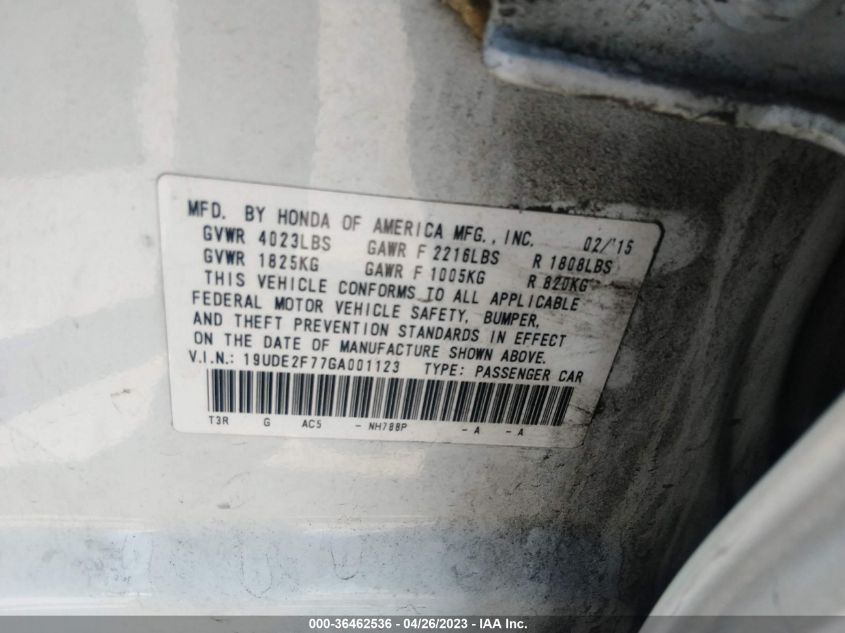 MFD. BY HONDA OF AMERICA MFG., INC. 02/'15
GVWR 4023LBS GAWR F 2216LBS R 1808LBS
GVWR 1825KG GAWR F 1005KG R 820KG
THIS VEHICLE CONFORMS TO ALL APPLICABLE
FEDERAL MOTOR VEHICLE SAFETY, BUMPER,
AND THEFT PREVENTION STANDARDS IN EFFECT
ON THE DATE OF MANUFACTURE SHOWN ABOVE.
V.I.N.: 19UDE2F77GA001123 TYPE: PASSENGER CAR
T3R G AC5 - NH788P - A - A
000-36462536 - 04/26/2023 - IAA Inc.